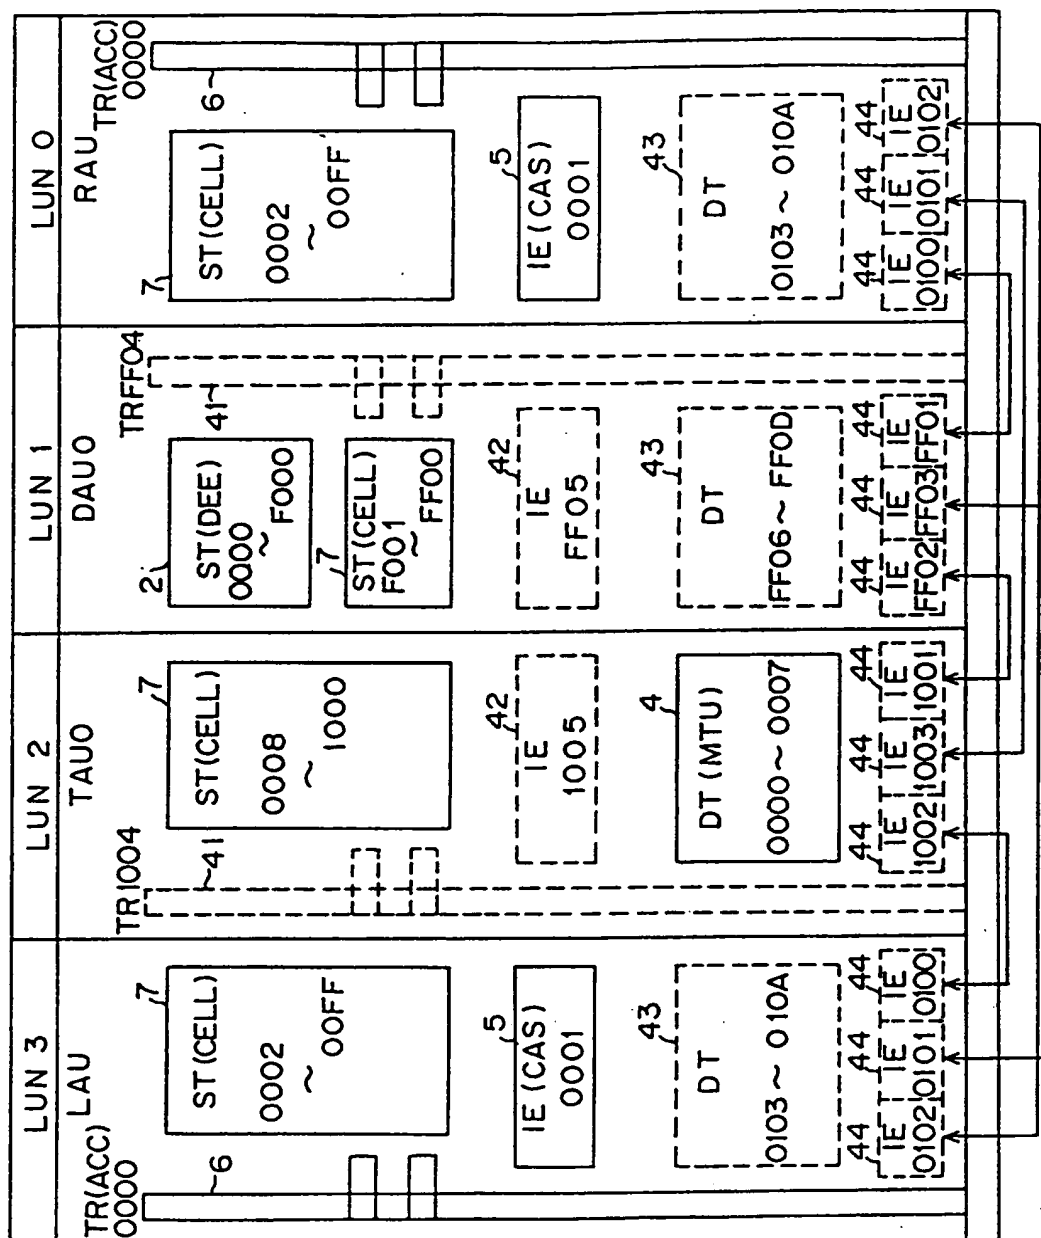 LUN 3
LAU
TR(ACC)
0000
6
7
ST(CELL)
0002
~
00FF
5
IE(CAS)
0001
43
DT
0103~010A
44 44 44
IE IE IE
0102 0101 0100
LUN 2
TAU0
TR1004
41
7
ST(CELL)
0008
~
1000
42
IE
1005
4
DT(MTU)
0000~0007
44 44 44
IE IE IE
1002 1003 1001
LUN 1
DAU0
TRFF04
41
2
ST(DEE)
0000
~
F000
7
ST(CELL)
F001
~
FF00
42
IE
FF05
43
DT
FF06~FF0D
44 44 44
IE IE IE
FF02 FF03 FF01
LUN 0
RAU
TR(ACC)
0000
6
7
ST(CELL)
0002
~
00FF
5
IE(CAS)
0001
43
DT
0103~010A
44 44 44
IE IE IE
0100 0101 0102